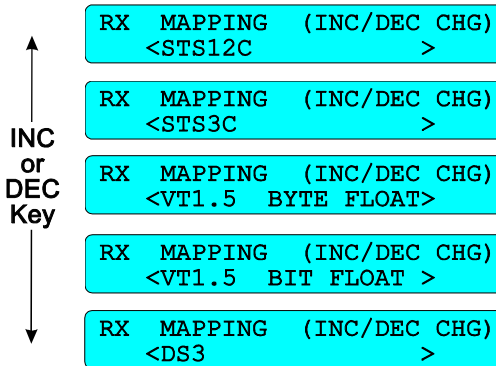 RX MAPPING (INC/DEC CHG)
<STS12C >
RX MAPPING (INC/DEC CHG)
<STS3C >
INC
or
DEC
Key
RX MAPPING (INC/DEC CHG)
<VT1.5 BYTE FLOAT>
RX MAPPING (INC/DEC CHG)
<VT1.5 BIT FLOAT >
RX MAPPING (INC/DEC CHG)
<DS3 >